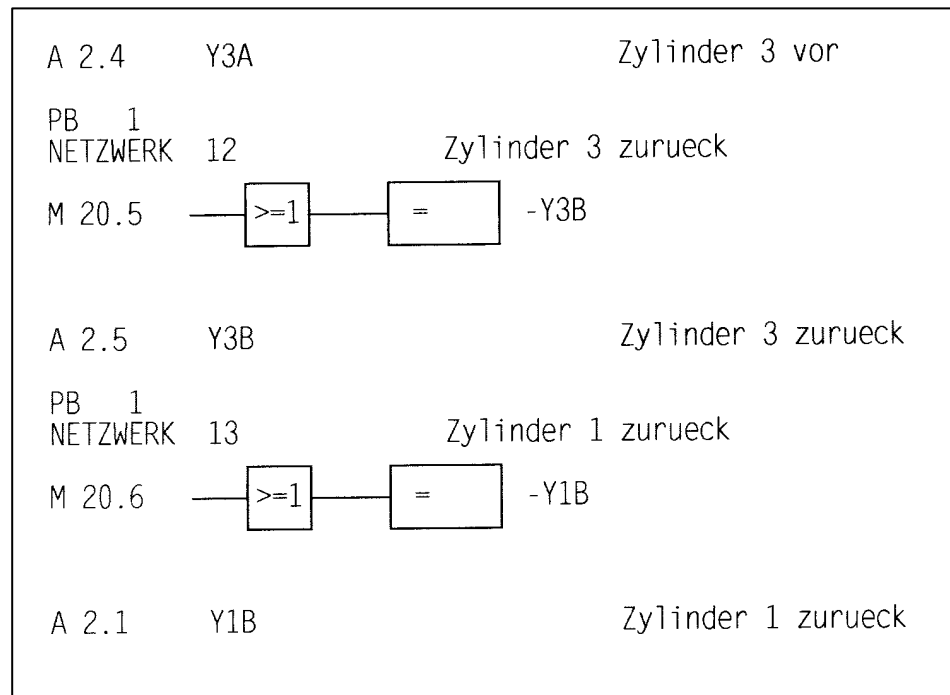 A 2.4 Y3A Zylinder 3 vor
PB 1
NETZWERK 12 Zylinder 3 zurueck
M 20.5 >=1 = -Y3B
A 2.5 Y3B Zylinder 3 zurueck
PB 1
NETZWERK 13 Zylinder 1 zurueck
M 20.6 >=1 = -Y1B
A 2.1 Y1B Zylinder 1 zurueck